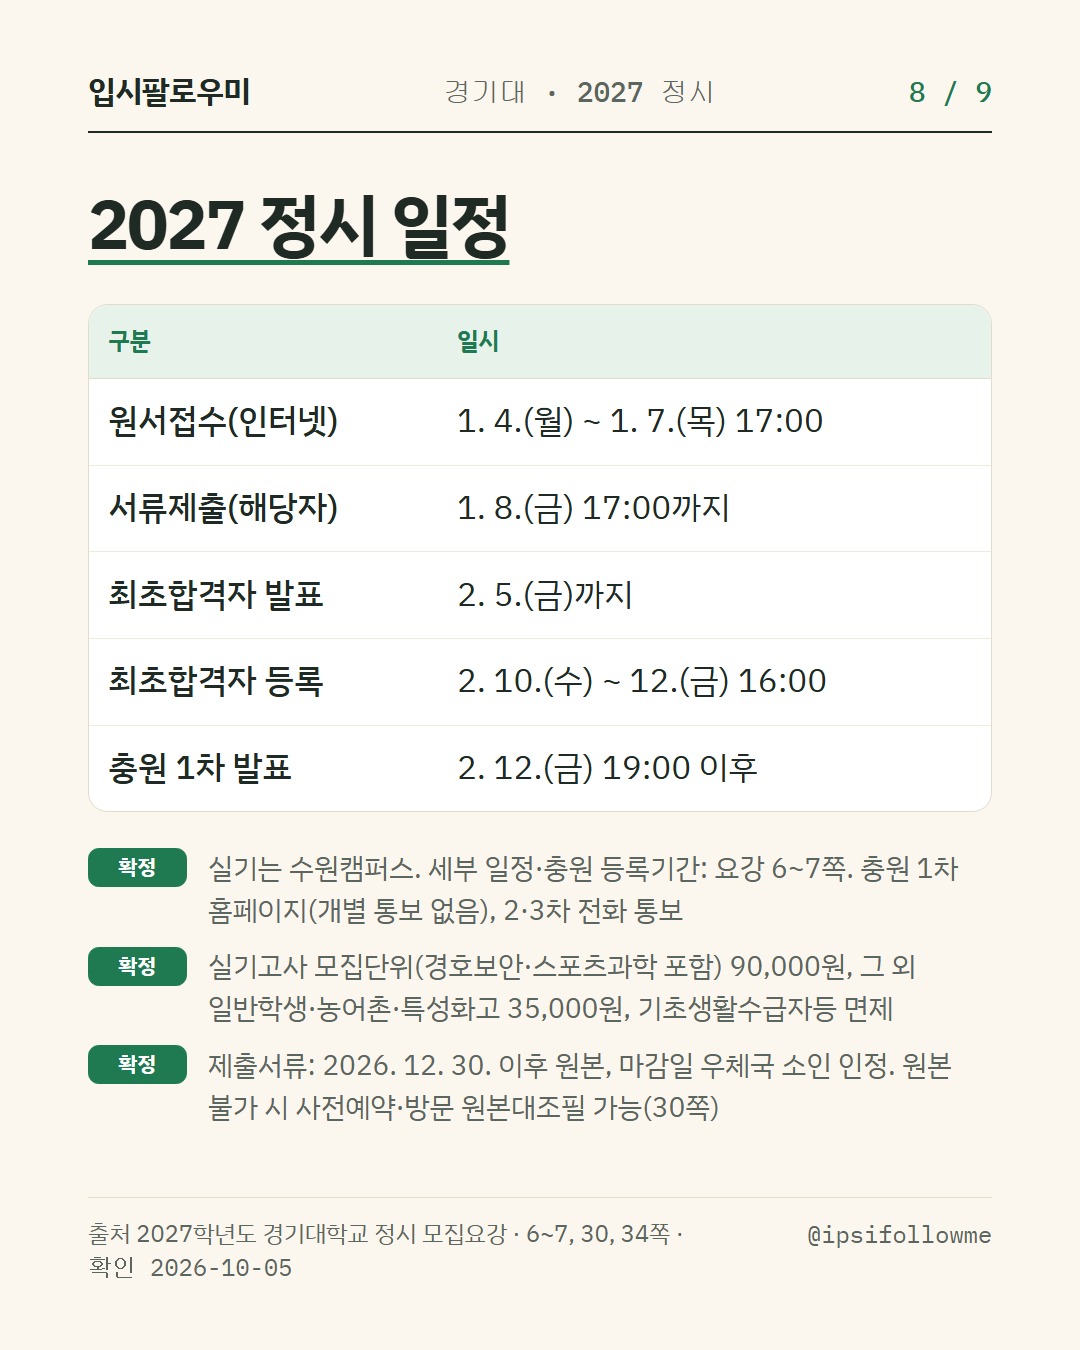 입시팔로우미
경기대 · 2027 정시
8 / 9
2027 정시 일정
구분 일시
원서접수(인터넷) 1. 4.(월) ~ 1. 7.(목) 17:00
서류제출(해당자) 1. 8.(금) 17:00까지
최초합격자 발표 2. 5.(금)까지
최초합격자 등록 2. 10.(수) ~ 12.(금) 16:00
충원 1차 발표 2. 12.(금) 19:00 이후
확정 실기는 수원캠퍼스. 세부 일정·충원 등록기간: 요강 6~7쪽. 충원 1차
홈페이지(개별 통보 없음), 2·3차 전화 통보
확정 실기고사 모집단위(경호보안·스포츠과학 포함) 90,000원, 그 외
일반학생·농어촌·특성화고 35,000원, 기초생활수급자등 면제
확정 제출서류: 2026. 12. 30. 이후 원본, 마감일 우체국 소인 인정. 원본
불가 시 사전예약·방문 원본대조필 가능(30쪽)
출처 2027학년도 경기대학교 정시 모집요강 · 6~7, 30, 34쪽 ·
확인 2026-10-05
@ipsifollowme